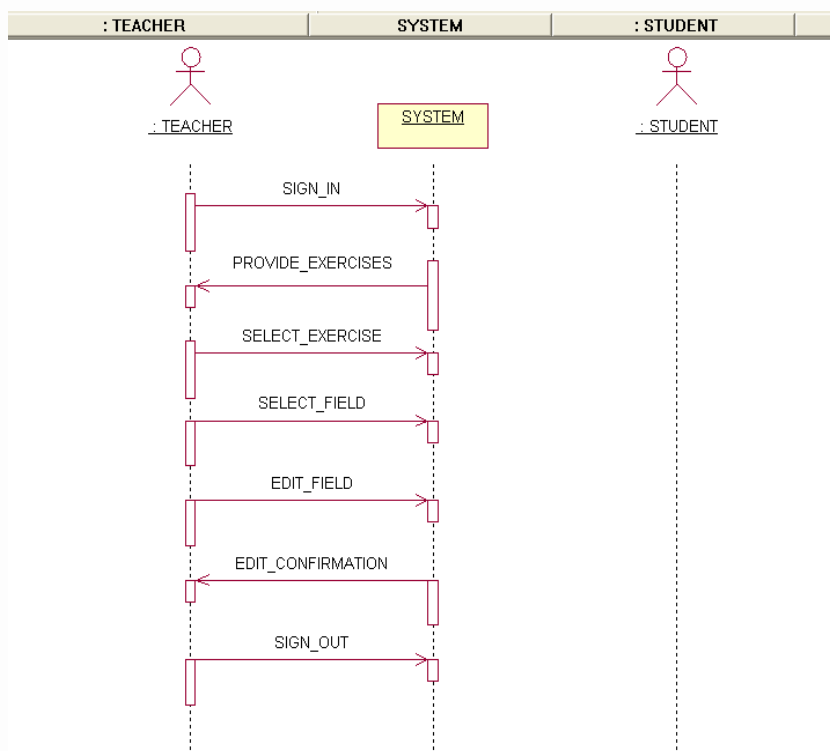 : TEACHER
SYSTEM
: STUDENT
: TEACHER
SYSTEM
: STUDENT
SIGN_IN
PROVIDE_EXERCISES
SELECT_EXERCISE
SELECT_FIELD
EDIT_FIELD
EDIT_CONFIRMATION
SIGN_OUT